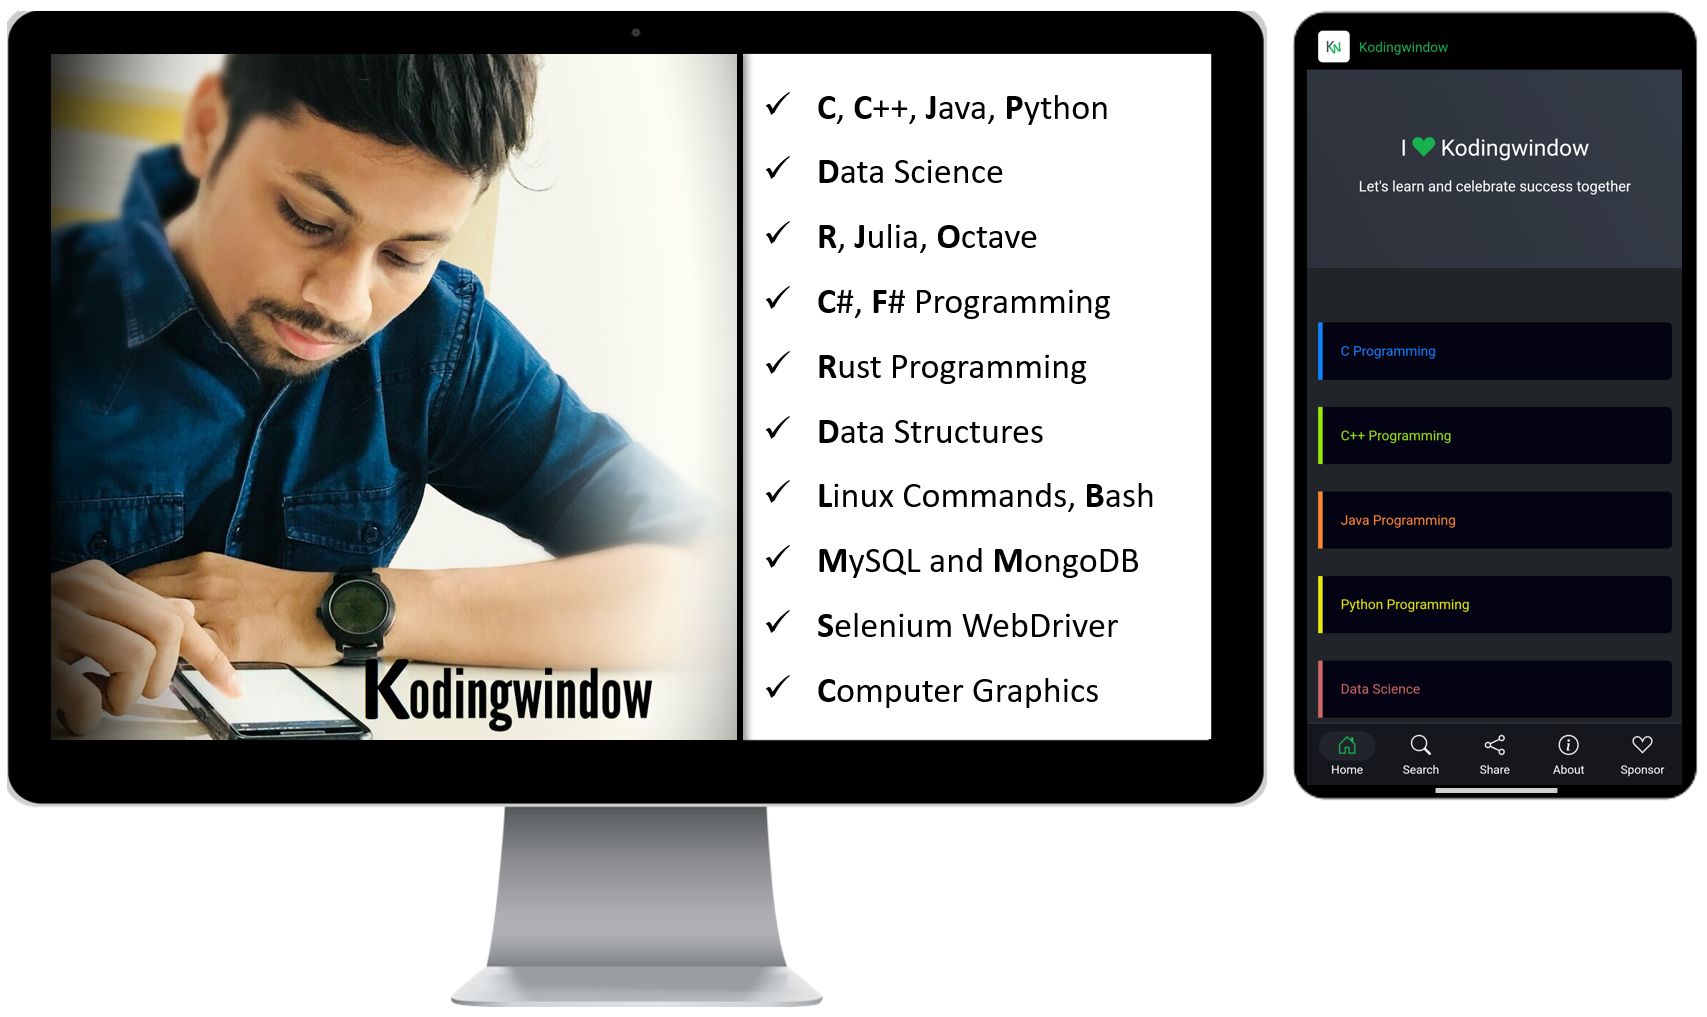 C, C++, Java, Python
Data Science
R, Julia, Octave
C#, F# Programming
Rust Programming
Data Structures
Linux Commands, Bash
MySQL and MongoDB
Selenium WebDriver
Computer Graphics
Kodingwindow
KN Kodingwindow
I Kodingwindow
Let's learn and celebrate success together
C Programming
C++ Programming
Java Programming
Python Programming
Data Science
Home Search Share About Sponsor